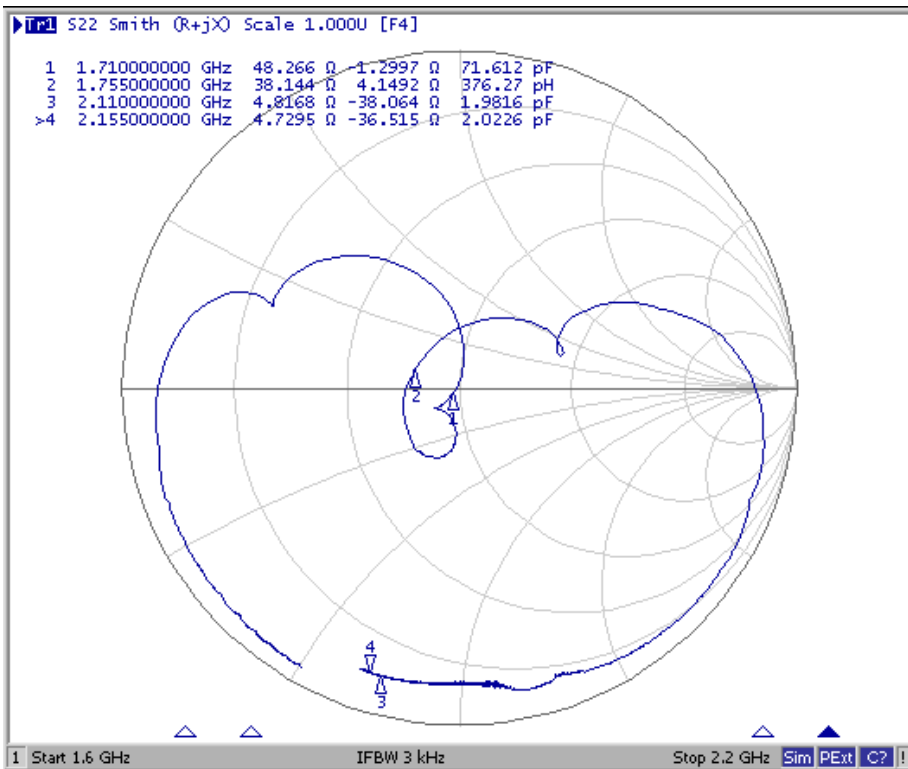 Tr1 S22 Smith (R+jX) Scale 1.000U [F4]
1 1.710000000 GHz 48.266 Ω -1.2997 Ω 71.612 pF
2 1.755000000 GHz 38.144 Ω 4.1492 Ω 376.27 pH
3 2.110000000 GHz 4.8168 Ω -38.064 Ω 1.9816 pF
>4 2.155000000 GHz 4.7295 Ω -36.515 Ω 2.0226 pF
2
1
4
3
1 Start 1.6 GHz IFBW 3 kHz Stop 2.2 GHz Sim PExt C? !